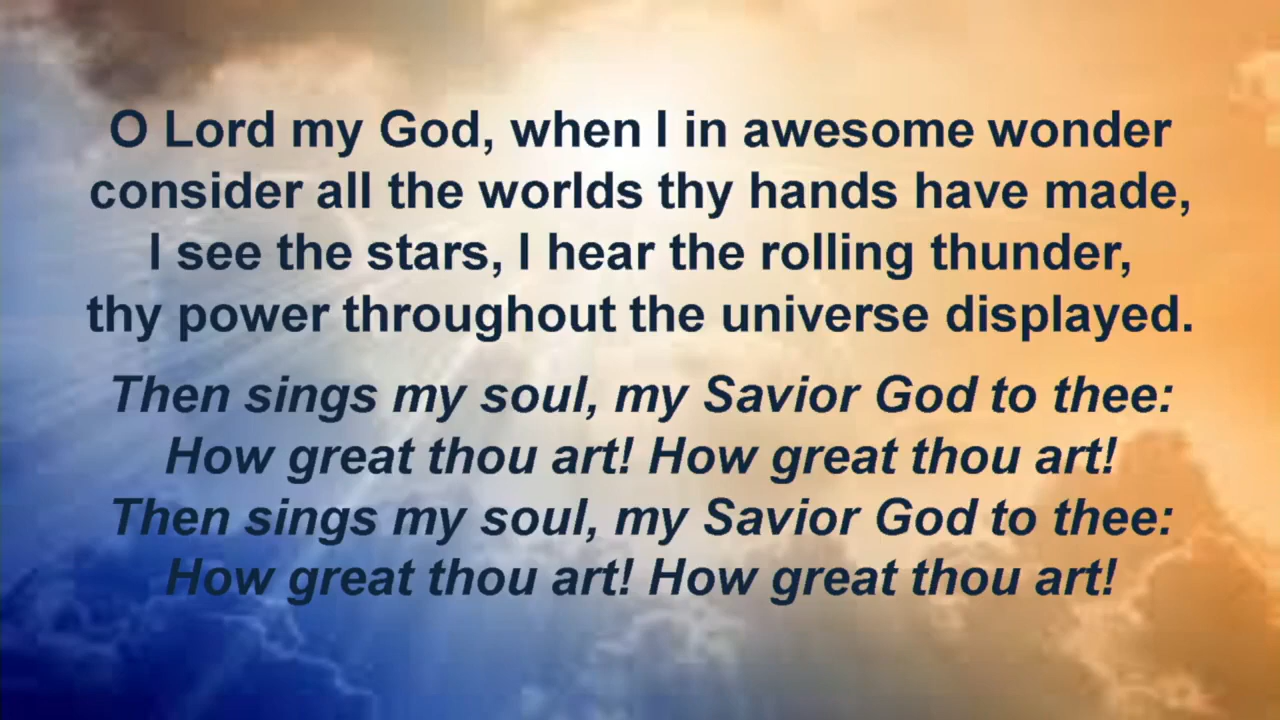 O Lord my God, when I in awesome wonder
consider all the worlds thy hands have made,
I see the stars, I hear the rolling thunder,
thy power throughout the universe displayed.
Then sings my soul, my Savior God to thee:
How great thou art! How great thou art!
Then sings my soul, my Savior God to thee:
How great thou art! How great thou art!